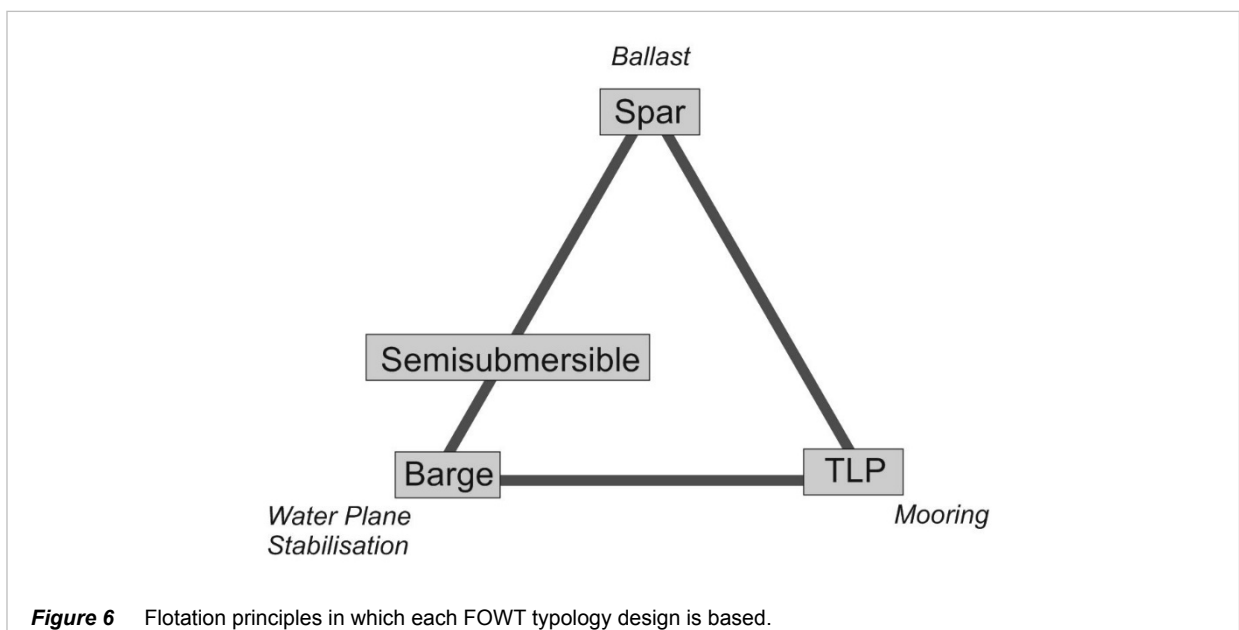 Ballast
Spar
Semisubmersible
Barge
TLP
Water Plane
Stabilisation
Mooring
Figure 6 Flotation principles in which each FOWT typology design is based.